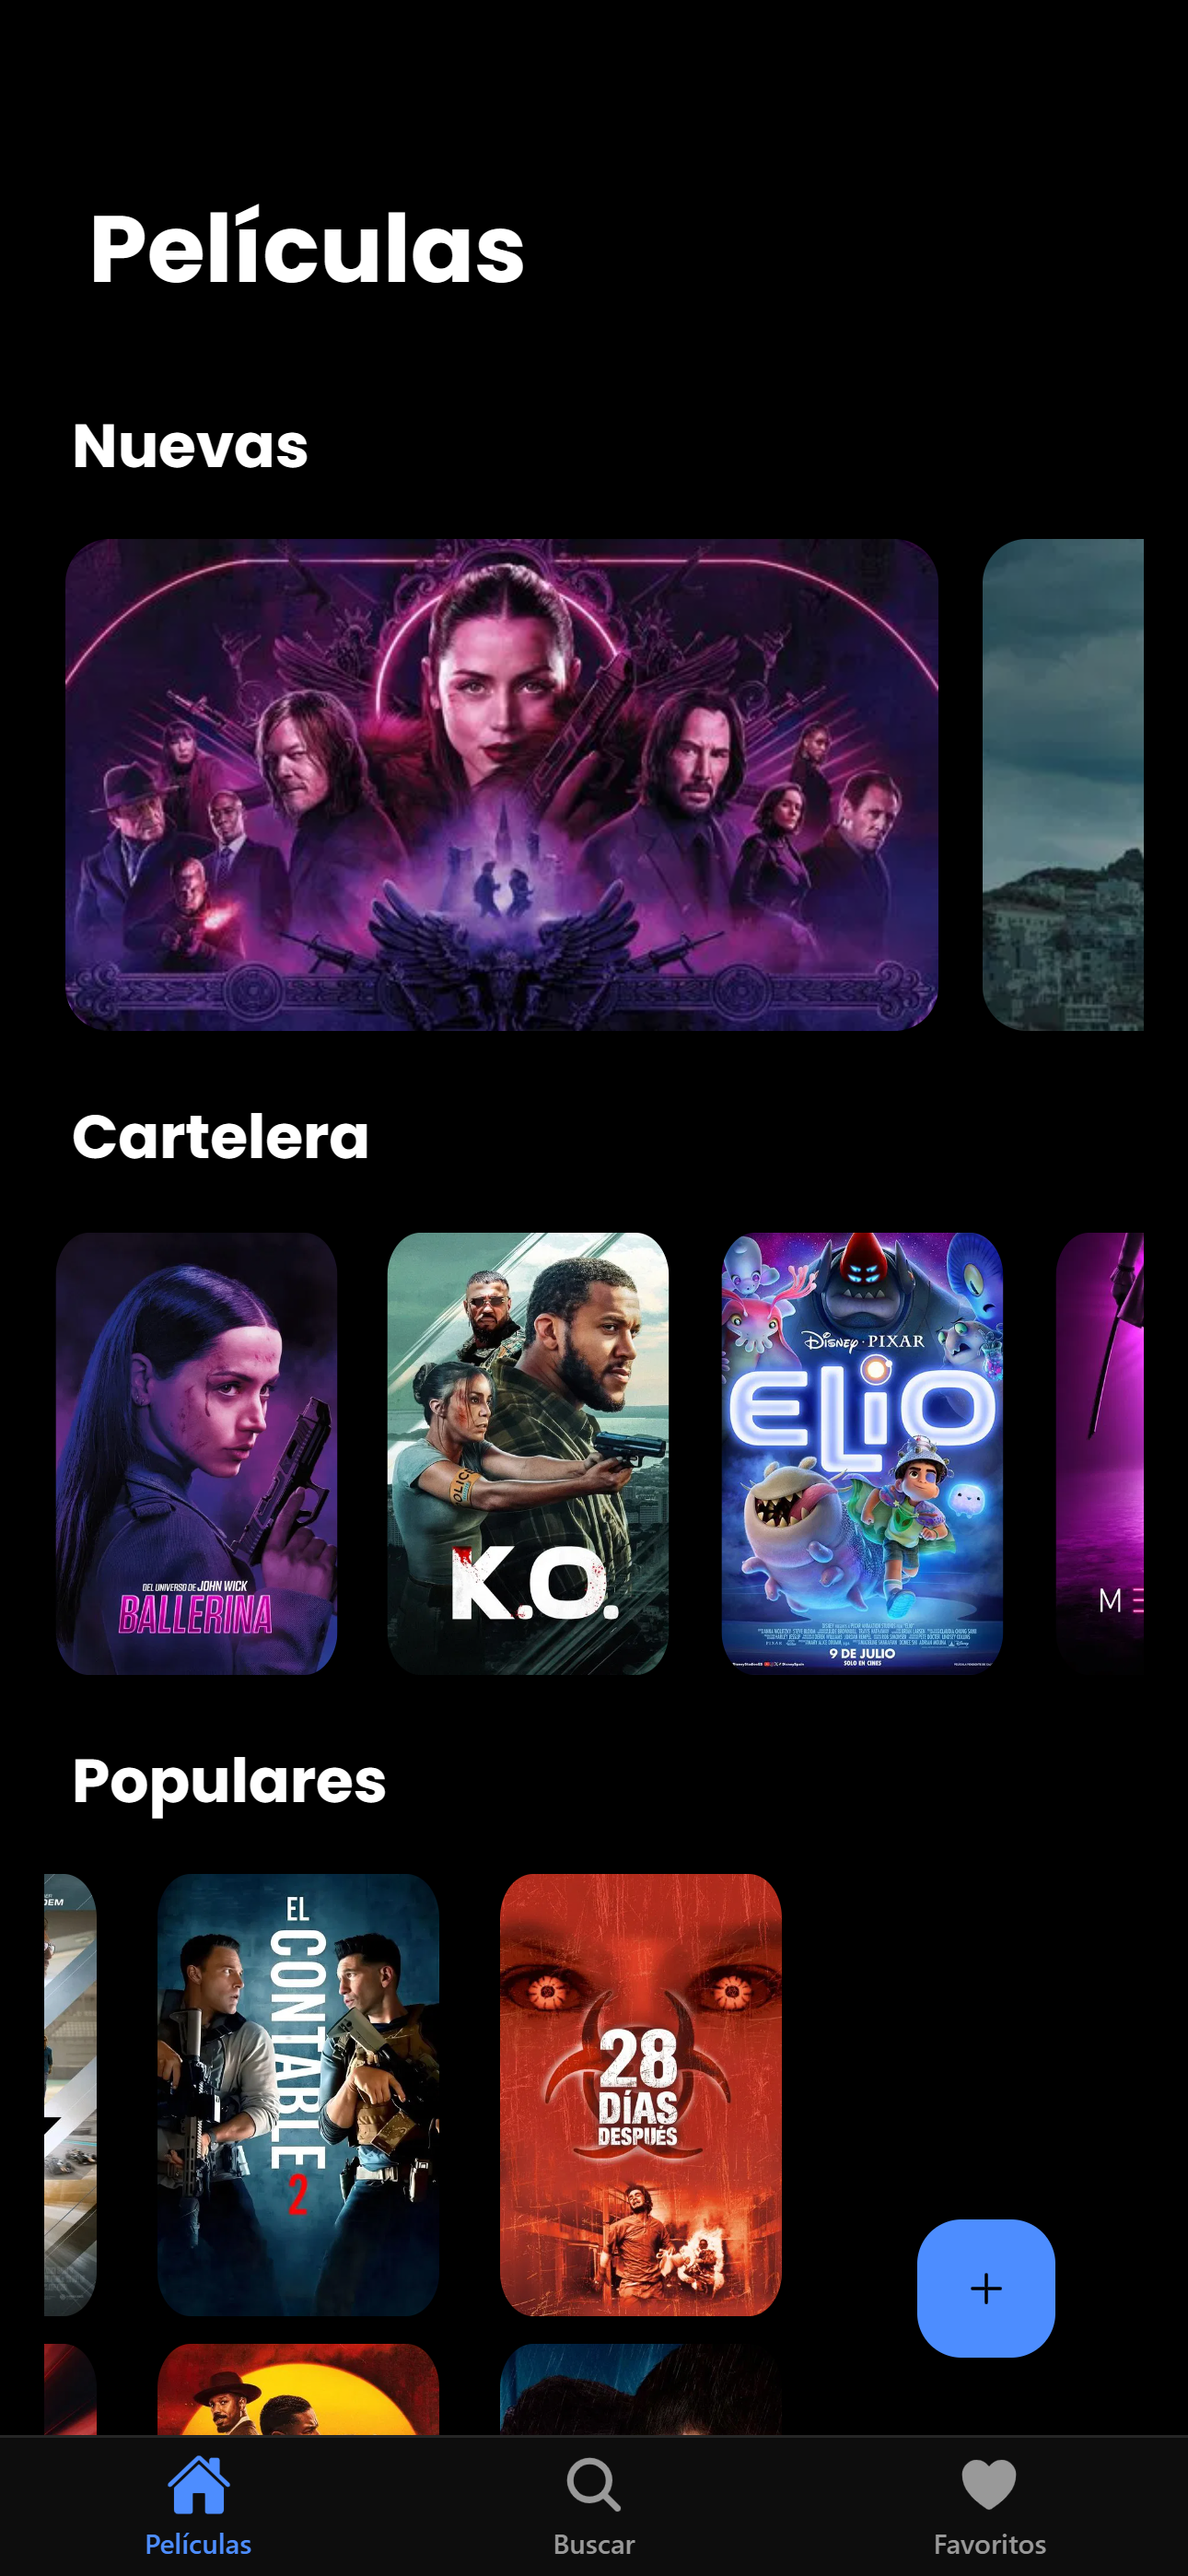 Películas
Nuevas
Cartelera
DEL UNIVERSO DE JOHN WICK
BALLERINA
POLICE
K.O.
Disney · PIXAR
ELiO
9 DE JULIO
SOLO EN CINES
M
Populares
EL
CONTABLE
2
28
DÍAS
DESPUÉS
Películas
Buscar
Favoritos